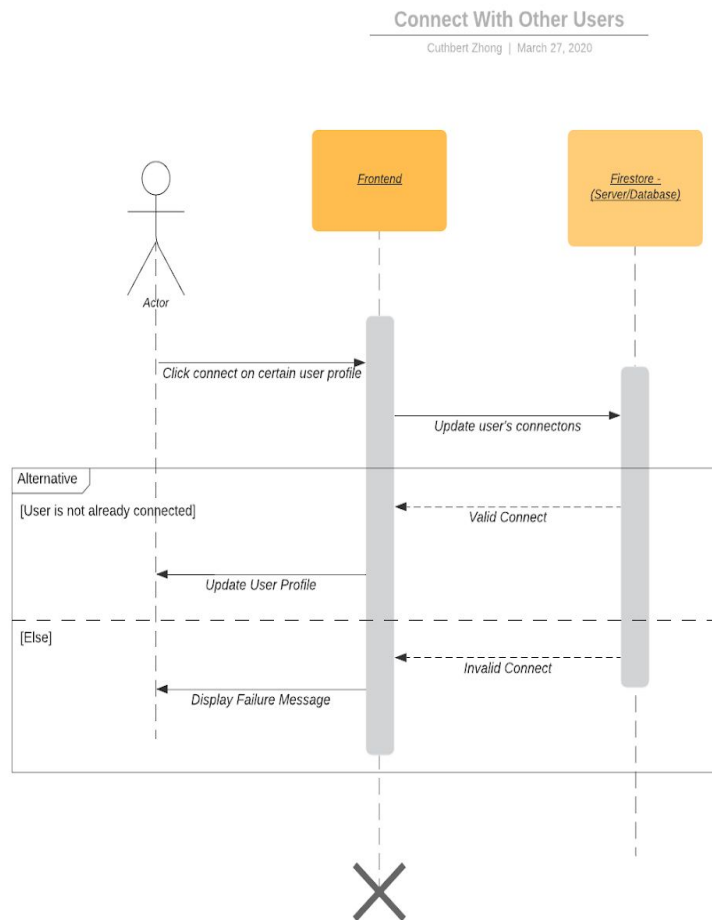 Connect With Other Users
Cuthbert Zhong | March 27, 2020
Frontend
Firestore -
(Server/Database)
Actor
Click connect on certain user profile
Update user's connectons
Alternative
[User is not already connected]
Valid Connect
Update User Profile
[Else]
Invalid Connect
Display Failure Message